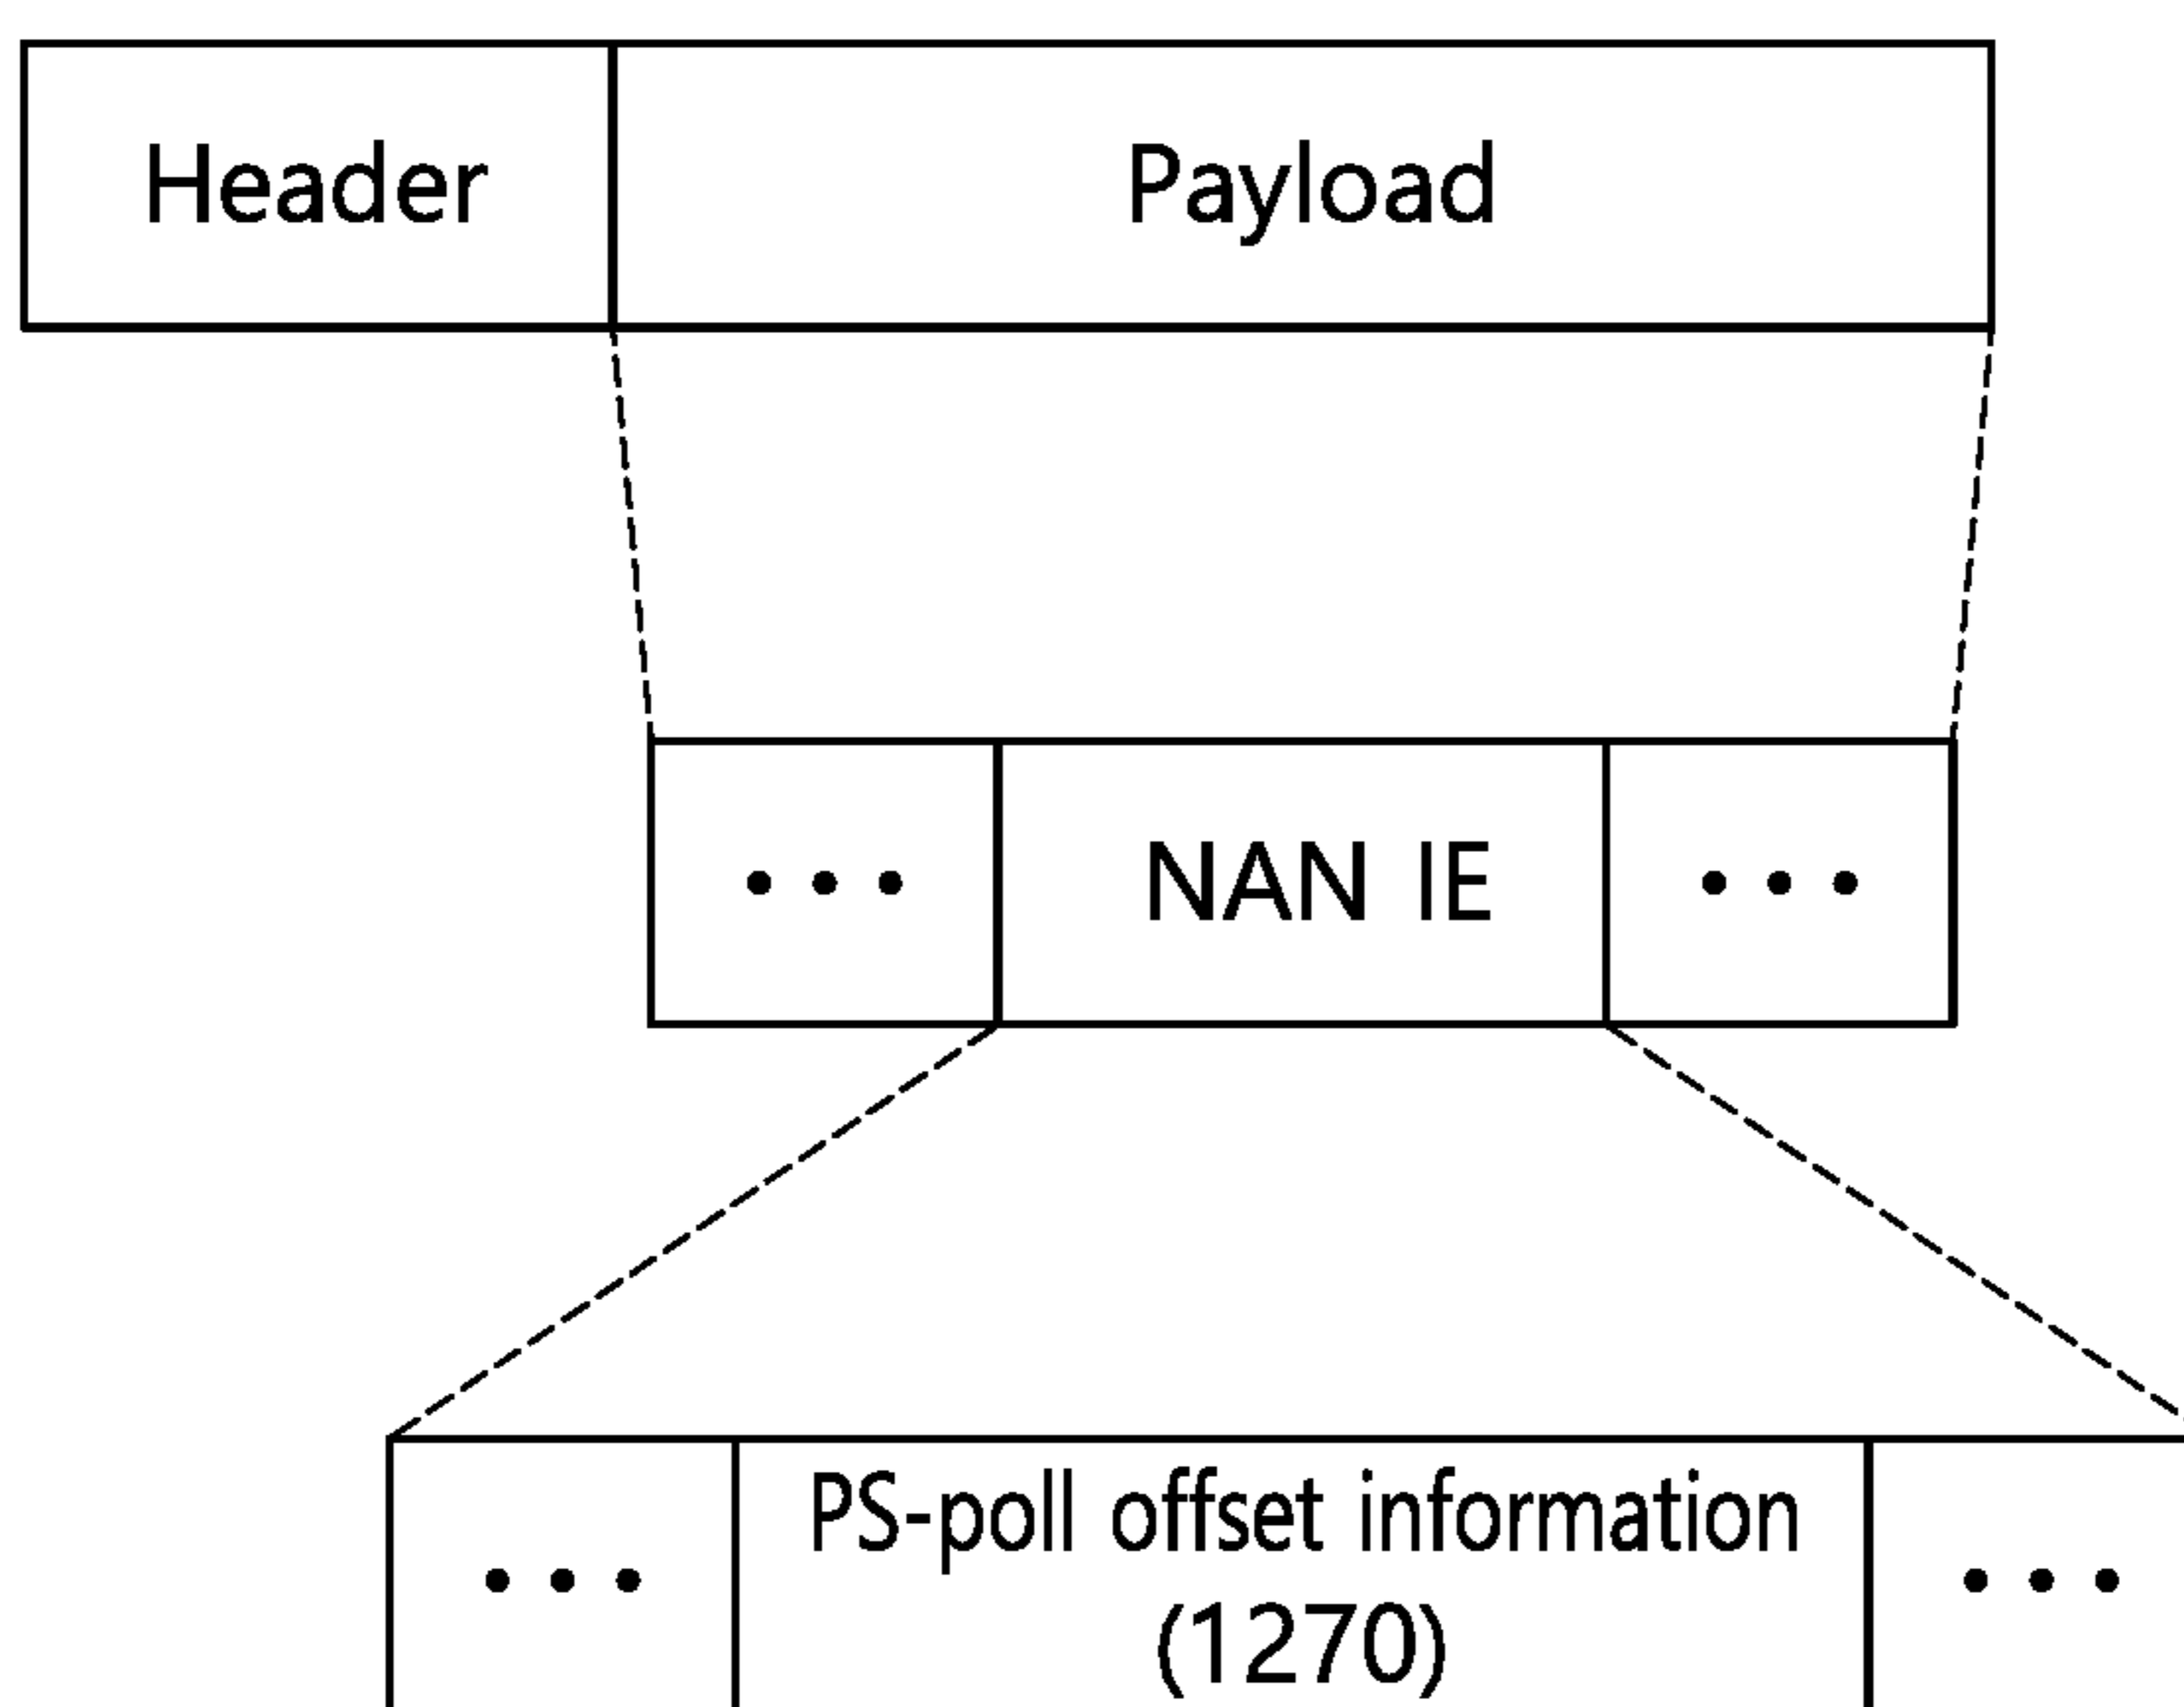 Header
Payload
• • •
NAN IE
• • •
• • •
PS-poll offset information
(1270)
• • •